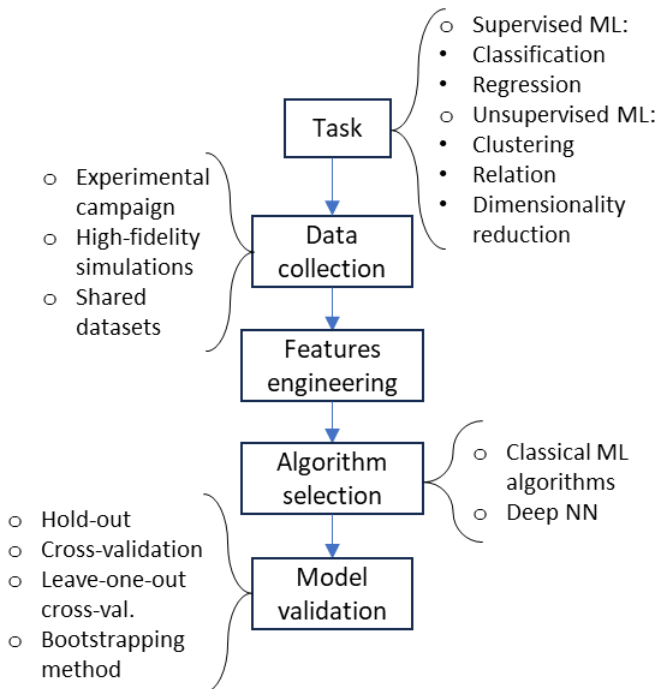 Task
○ Supervised ML:
• Classification
• Regression
○ Unsupervised ML:
• Clustering
• Relation
• Dimensionality
reduction
○ Experimental
campaign
○ High-fidelity
simulations
○ Shared
datasets
Data
collection
Features
engineering
Algorithm
selection
○ Classical ML
algorithms
○ Deep NN
○ Hold-out
○ Cross-validation
○ Leave-one-out
cross-val.
○ Bootstrapping
method
Model
validation